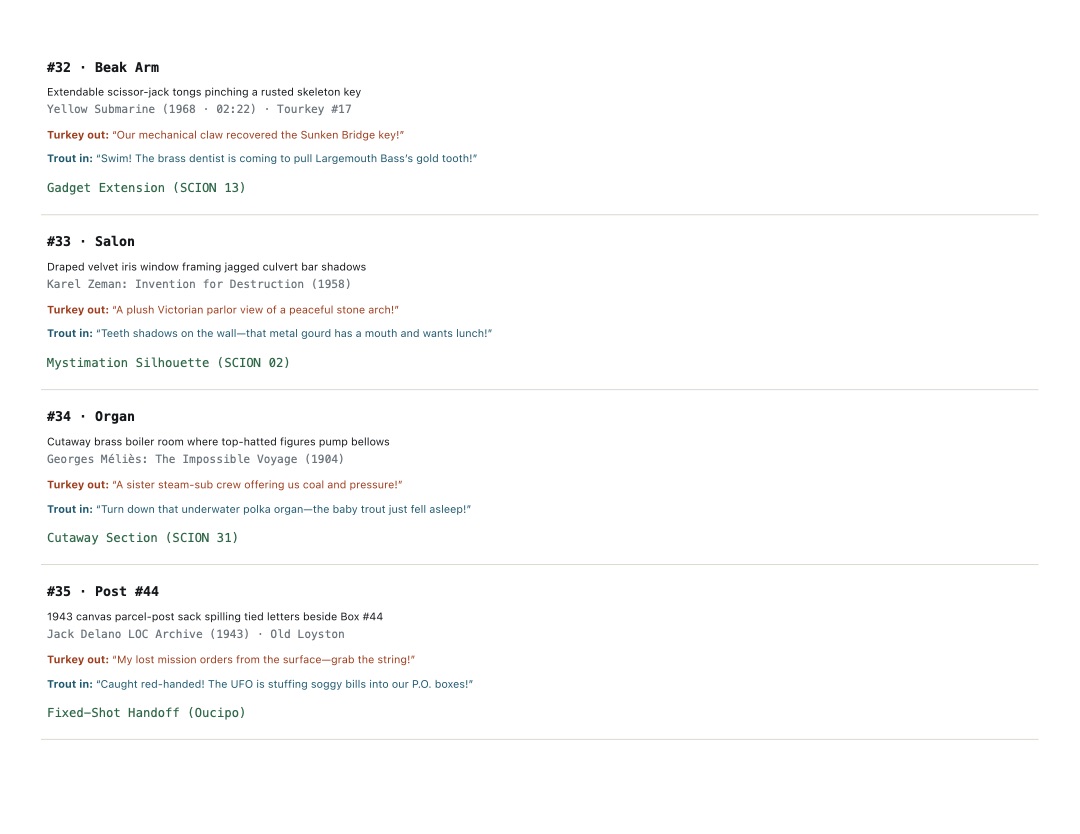 #32 · Beak Arm
Extendable scissor-jack tongs pinching a rusted skeleton key
Yellow Submarine (1968 · 02:22) · Tourkey #17
Turkey out: “Our mechanical claw recovered the Sunken Bridge key!”
Trout in: “Swim! The brass dentist is coming to pull Largemouth Bass’s gold tooth!”
Gadget Extension (SCION 13)
#33 · Salon
Draped velvet iris window framing jagged culvert bar shadows
Karel Zeman: Invention for Destruction (1958)
Turkey out: “A plush Victorian parlor view of a peaceful stone arch!”
Trout in: “Teeth shadows on the wall—that metal gourd has a mouth and wants lunch!”
Mystimation Silhouette (SCION 02)
#34 · Organ
Cutaway brass boiler room where top-hatted figures pump bellows
Georges Méliès: The Impossible Voyage (1904)
Turkey out: “A sister steam-sub crew offering us coal and pressure!”
Trout in: “Turn down that underwater polka organ—the baby trout just fell asleep!”
Cutaway Section (SCION 31)
#35 · Post #44
1943 canvas parcel-post sack spilling tied letters beside Box #44
Jack Delano LOC Archive (1943) · Old Loyston
Turkey out: “My lost mission orders from the surface—grab the string!”
Trout in: “Caught red-handed! The UFO is stuffing soggy bills into our P.O. boxes!”
Fixed-Shot Handoff (Oucipo)